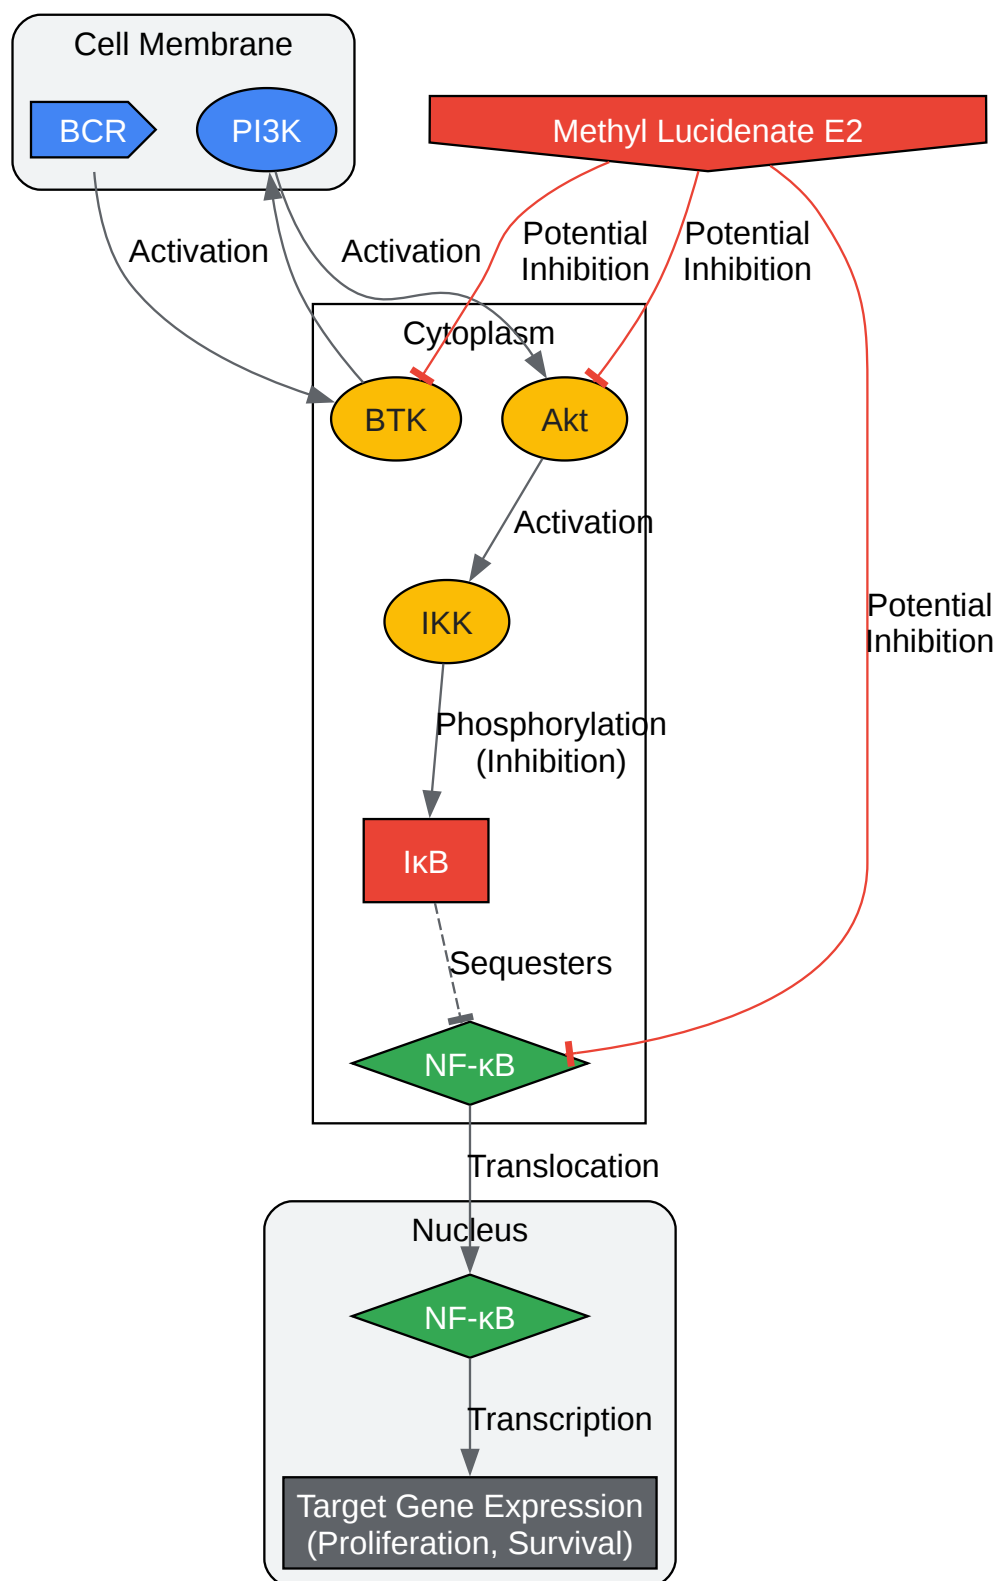 Cell Membrane
BCR
PI3K
Methyl Lucidenate E2
Activation
Activation
Potential
Inhibition
Potential
Inhibition
Cytoplasm
BTK
Akt
Activation
IKK
Potential
Inhibition
Phosphorylation
(Inhibition)
IκB
Sequesters
NF-κB
Translocation
Nucleus
NF-κB
Transcription
Target Gene Expression
(Proliferation, Survival)